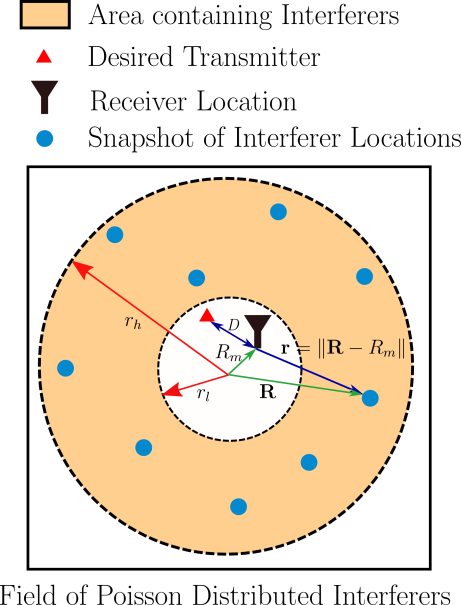 Area containing Interferers
Desired Transmitter
Receiver Location
Snapshot of Interferer Locations
r_h
D
R_m
r = ||R − R_m||
r_l
R
Field of Poisson Distributed Interferers